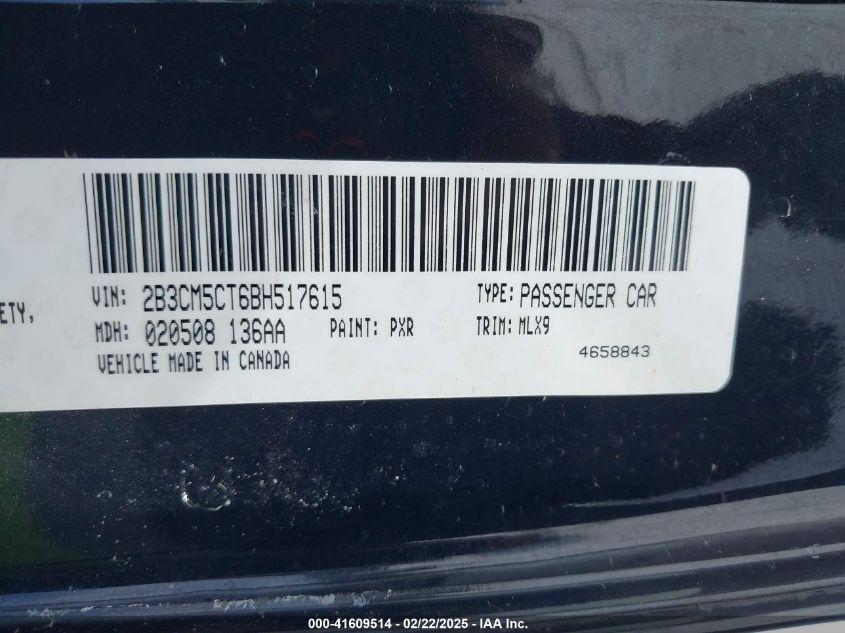 ETY,
VIN: 2B3CM5CT6BH517615 TYPE: PASSENGER CAR
MDH: 020508 136AA PAINT: PXR TRIM: MLX9
VEHICLE MADE IN CANADA 4658843
000-41609514 - 02/22/2025 - IAA Inc.